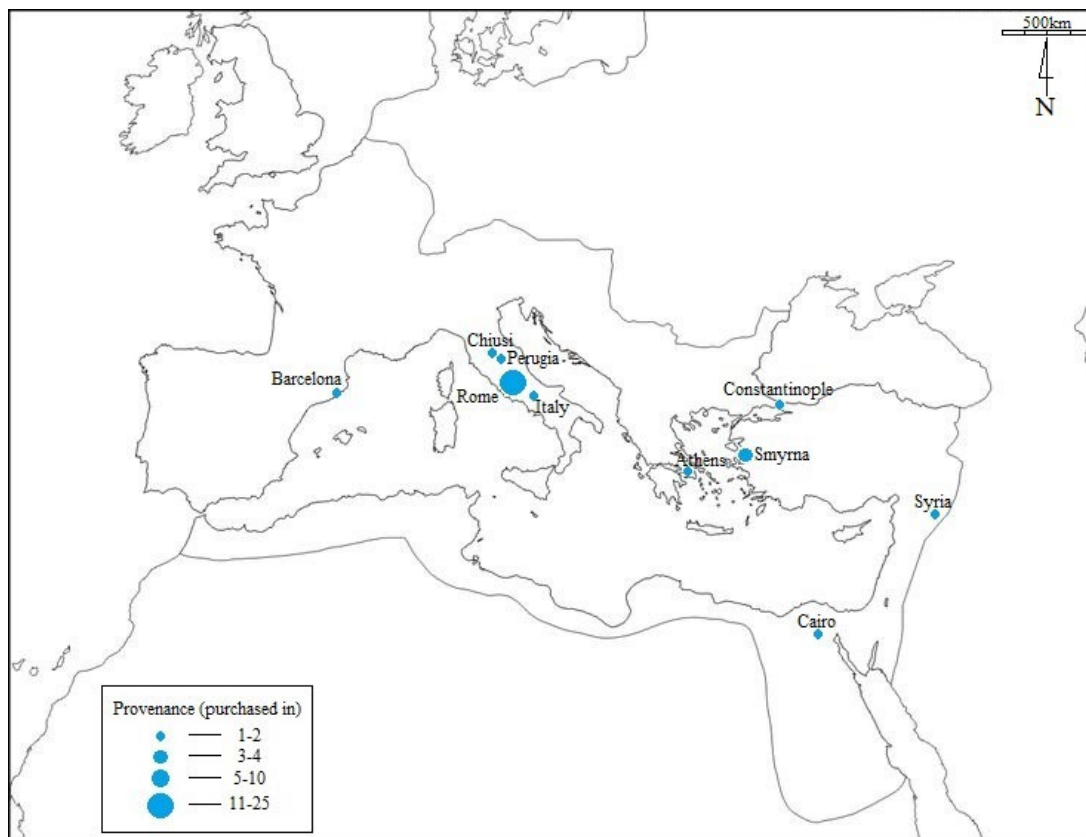 500km
N
Chiusi
Perugia
Barcelona
Rome
Italy
Constantinople
Athens
Smyrna
Syria
Cairo
Provenance (purchased in)
1-2
3-4
5-10
11-25